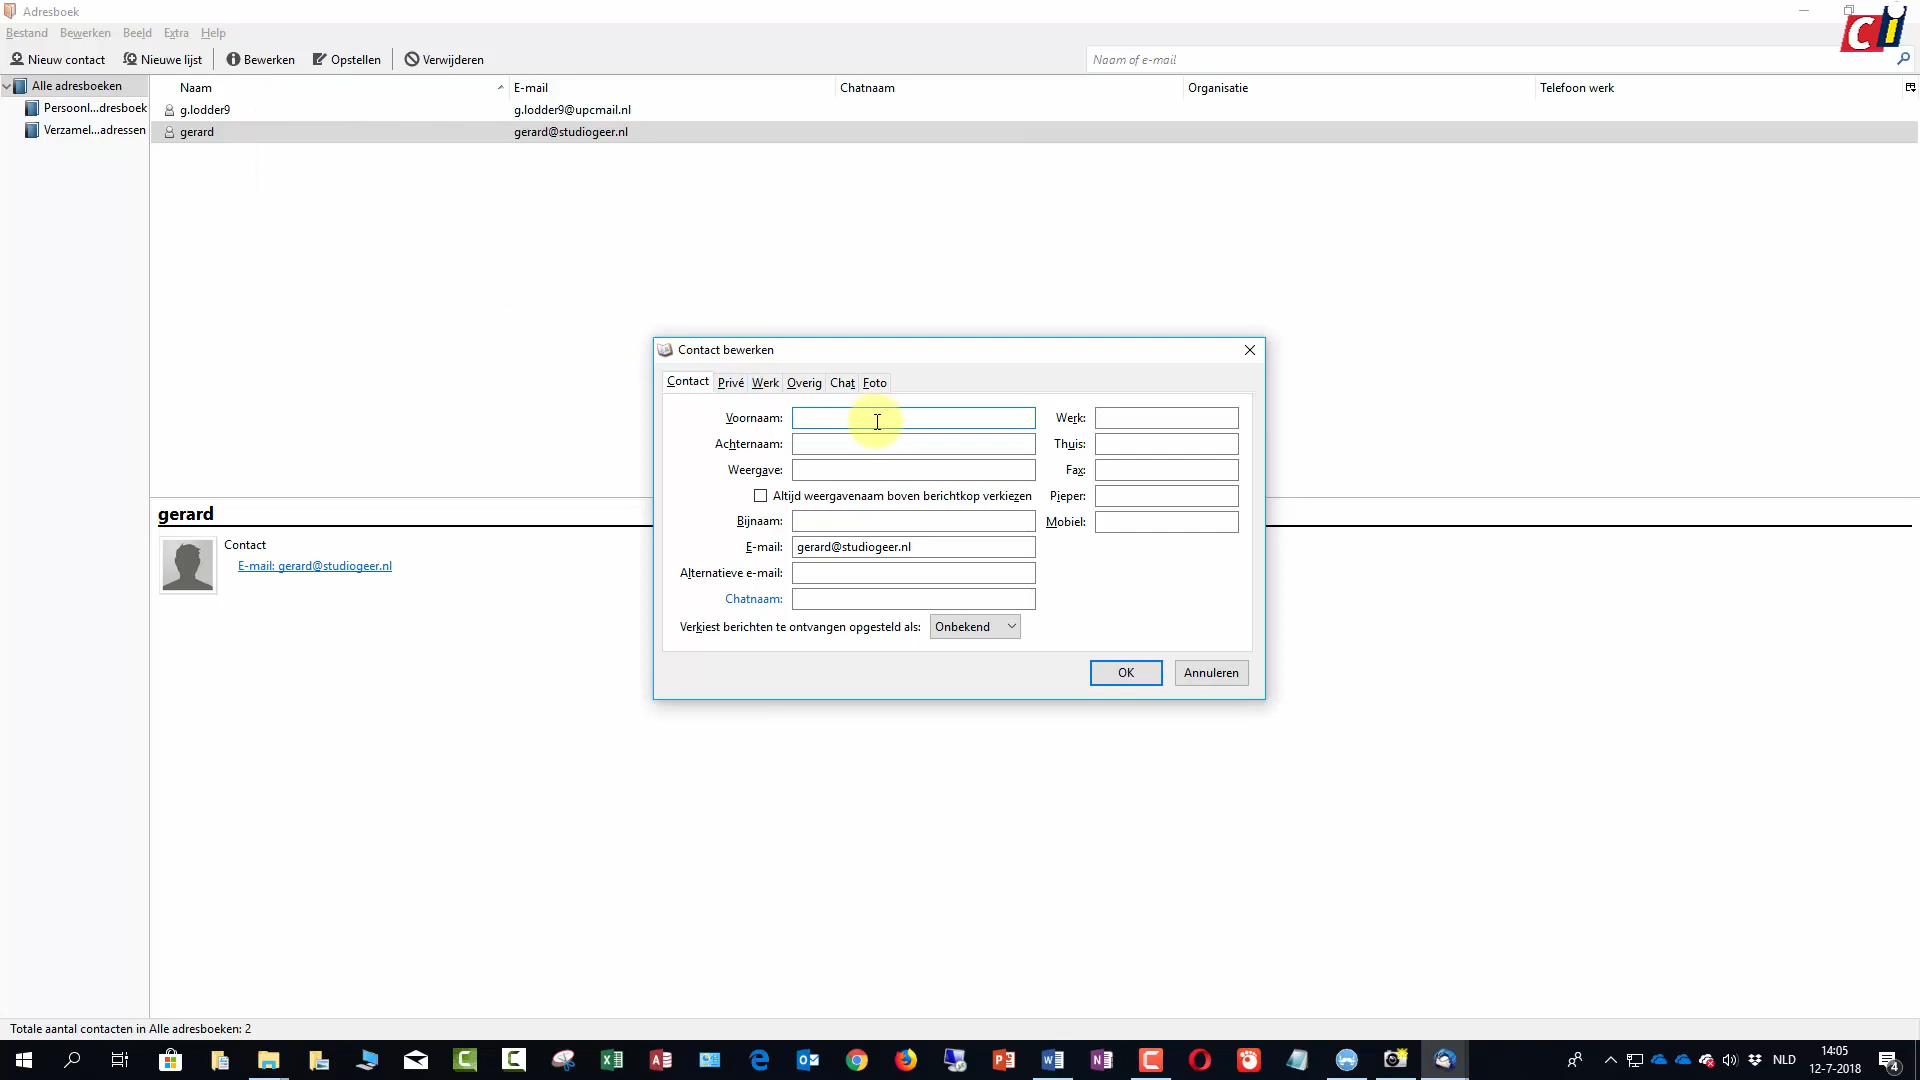 Adresboek
Bestand Bewerken Beeld Extra Help
Nieuw contact Nieuwe lijst Bewerken Opstellen Verwijderen Naam of e-mail
Ci
Alle adresboeken
Persoonl...dresboek
Verzamel...adressen
Naam E-mail Chatnaam Organisatie Telefoon werk
g.lodder9 g.lodder9@upcmail.nl
gerard gerard@studiogeer.nl
Contact bewerken
Contact Privé Werk Overig Chat Foto
Voornaam: Werk:
Achternaam: Thuis:
Weergave: Fax:
Altijd weergavenaam boven berichtkop verkiezen Pieper:
Bijnaam: Mobiel:
E-mail: gerard@studiogeer.nl
Alternatieve e-mail:
Chatnaam:
Verkiest berichten te ontvangen opgesteld als: Onbekend
OK Annuleren
gerard
Contact
E-mail: gerard@studiogeer.nl
Totale aantal contacten in Alle adresboeken: 2
NLD 14:05
12-7-2018
4